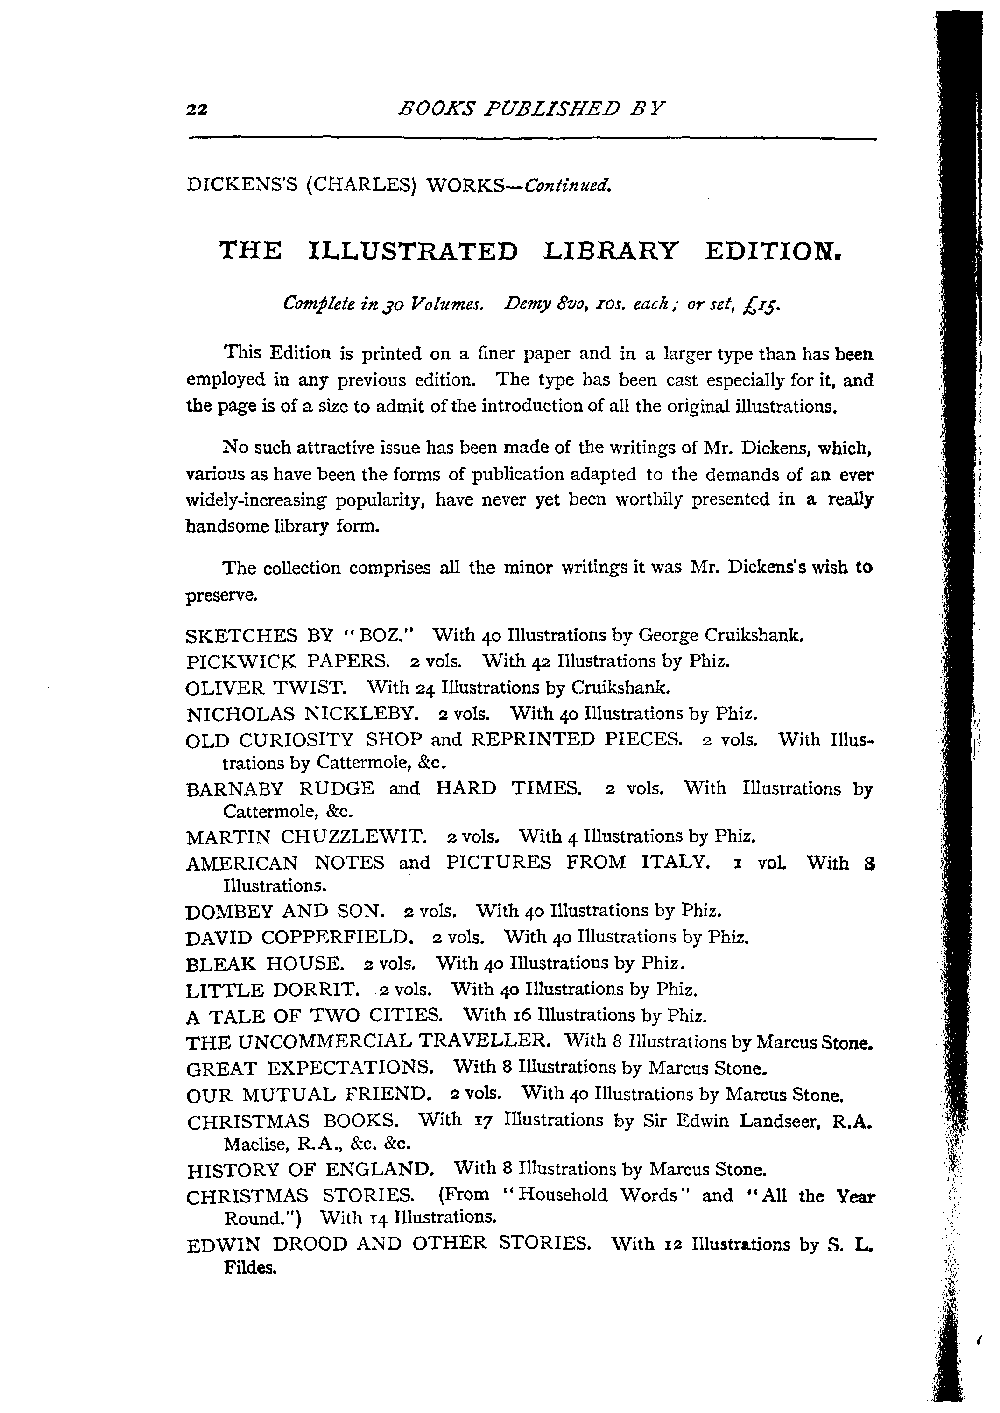 22 BOOKS PUBLISHED BY
DICKENS'S (CHARLES) WORKS—Continued.
THE ILLUSTRATED LIBRARY EDITION.
Complete in 30 Volumes. Demy 8vo, 10s. each; or set, £15.
This Edition is printed on a finer paper and in a larger type than has been
employed in any previous edition. The type has been cast especially for it, and
the page is of a size to admit of the introduction of all the original illustrations.
No such attractive issue has been made of the writings of Mr. Dickens, which,
various as have been the forms of publication adapted to the demands of an ever
widely-increasing popularity, have never yet been worthily presented in a really
handsome library form.
The collection comprises all the minor writings it was Mr. Dickens's wish to
preserve.
SKETCHES BY "BOZ." With 40 Illustrations by George Cruikshank.
PICKWICK PAPERS. 2 vols. With 42 Illustrations by Phiz.
OLIVER TWIST. With 24 Illustrations by Cruikshank.
NICHOLAS NICKLEBY. 2 vols. With 40 Illustrations by Phiz.
OLD CURIOSITY SHOP and REPRINTED PIECES. 2 vols. With Illus-
trations by Cattermole, &c.
BARNABY RUDGE and HARD TIMES. 2 vols. With Illustrations by
Cattermole, &c.
MARTIN CHUZZLEWIT. 2 vols. With 4 Illustrations by Phiz.
AMERICAN NOTES and PICTURES FROM ITALY. 1 vol. With 8
Illustrations.
DOMBEY AND SON. 2 vols. With 40 Illustrations by Phiz.
DAVID COPPERFIELD. 2 vols. With 40 Illustrations by Phiz.
BLEAK HOUSE. 2 vols. With 40 Illustrations by Phiz.
LITTLE DORRIT. 2 vols. With 40 Illustrations by Phiz.
A TALE OF TWO CITIES. With 16 Illustrations by Phiz.
THE UNCOMMERCIAL TRAVELLER. With 8 Illustrations by Marcus Stone.
GREAT EXPECTATIONS. With 8 Illustrations by Marcus Stone.
OUR MUTUAL FRIEND. 2 vols. With 40 Illustrations by Marcus Stone.
CHRISTMAS BOOKS. With 17 Illustrations by Sir Edwin Landseer, R.A.
Maclise, R.A., &c. &c.
HISTORY OF ENGLAND. With 8 Illustrations by Marcus Stone.
CHRISTMAS STORIES. (From "Household Words" and "All the Year
Round.") With 14 Illustrations.
EDWIN DROOD AND OTHER STORIES. With 12 Illustrations by S. L.
Fildes.